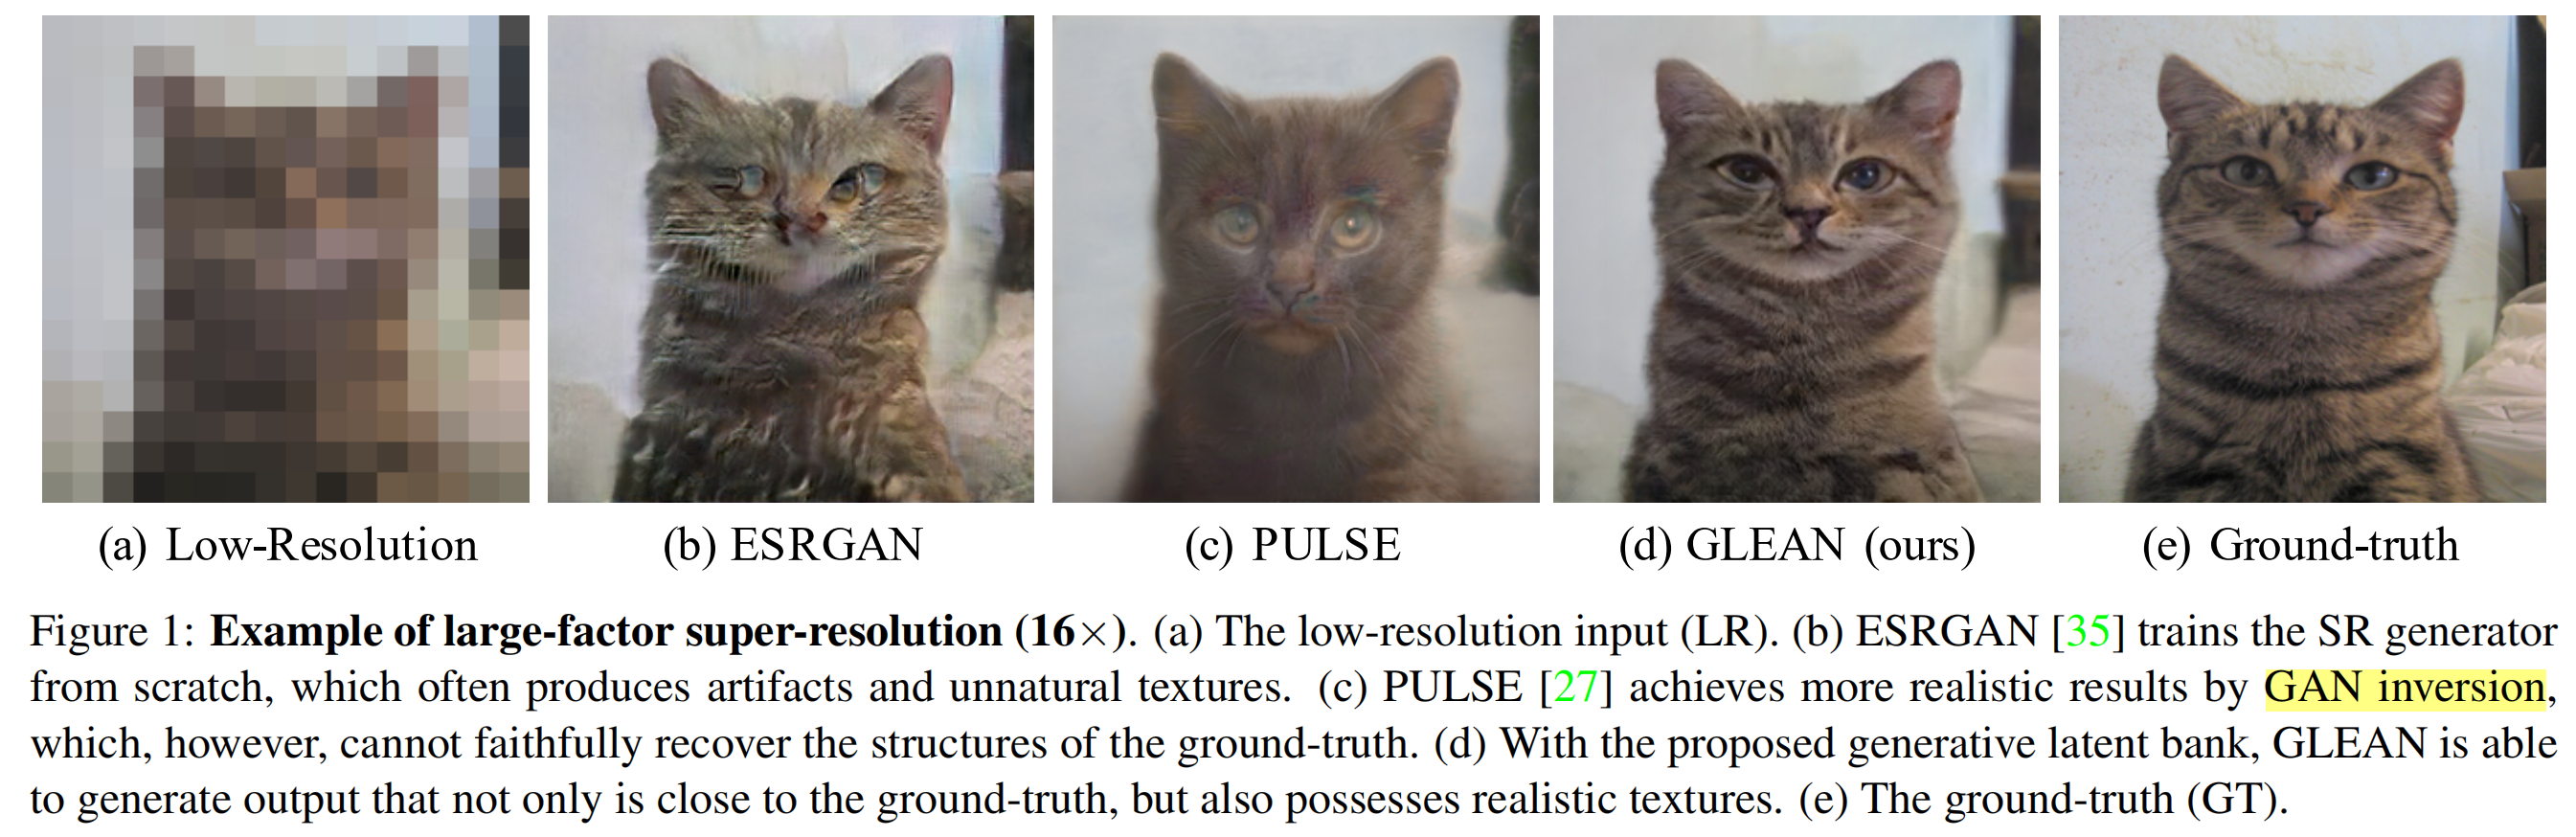 (a) Low-Resolution (b) ESRGAN (c) PULSE (d) GLEAN (ours) (e) Ground-truth
Figure 1: Example of large-factor super-resolution (16×). (a) The low-resolution input (LR). (b) ESRGAN [35] trains the SR generator
from scratch, which often produces artifacts and unnatural textures. (c) PULSE [27] achieves more realistic results by GAN inversion,
which, however, cannot faithfully recover the structures of the ground-truth. (d) With the proposed generative latent bank, GLEAN is able
to generate output that not only is close to the ground-truth, but also possesses realistic textures. (e) The ground-truth (GT).